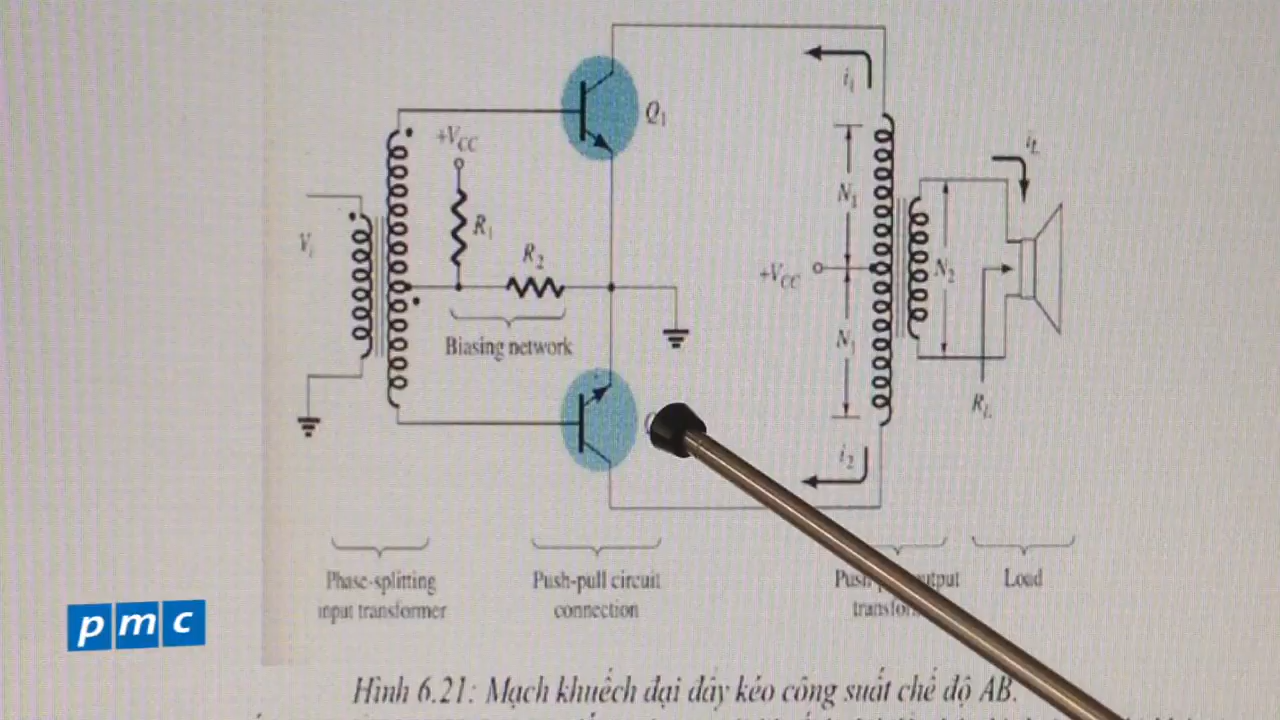 Q1
i1
+VCC
iL
N1
R1
Vi
R2
+VCC
N2
Biasing network
N1
RL
i2
Phase-splitting
input transformer
Push-pull circuit
connection
Load
pmc
Hình 6.21: Mạch khuếch đại đẩy kéo công suất chế độ AB.